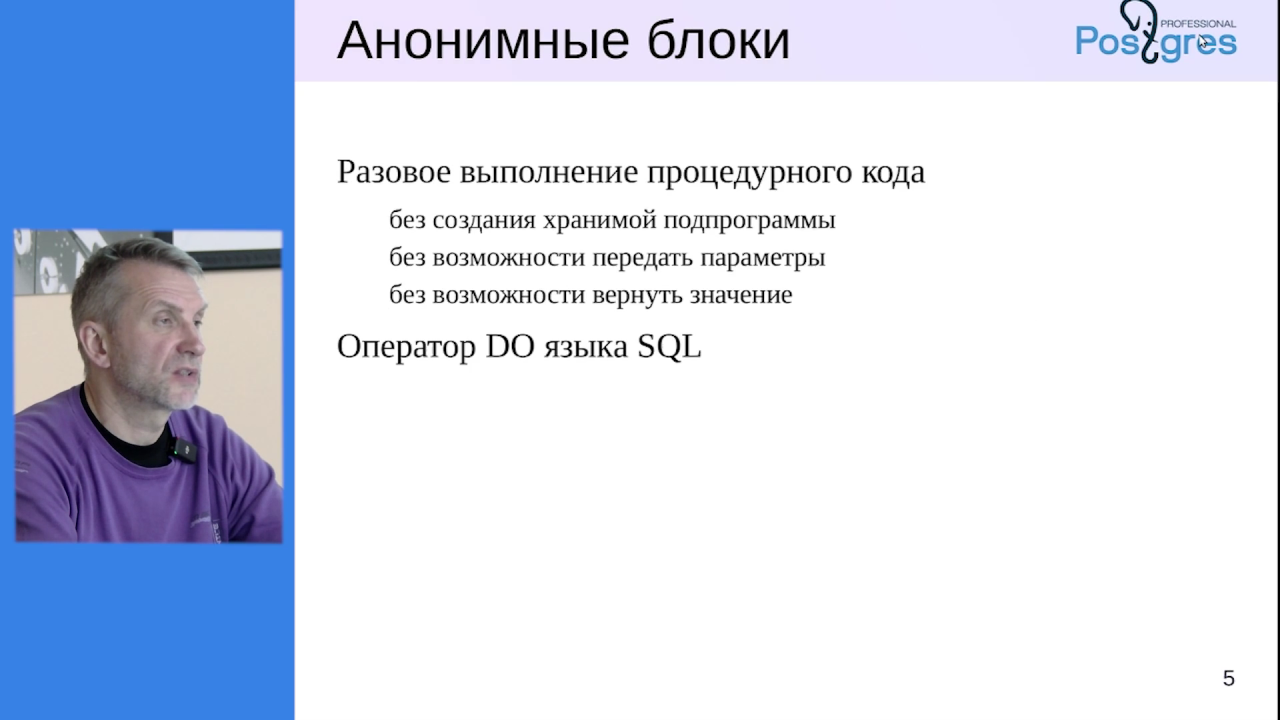 Анонимные блоки
PROFESSIONAL
Postgres
Разовое выполнение процедурного кода
без создания хранимой подпрограммы
без возможности передать параметры
без возможности вернуть значение
Оператор DO языка SQL
5